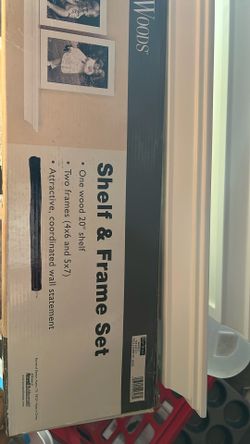 WOODS®
Shelf & Frame Set
• One wood 20" shelf
• Two frames (4x6 and 5x7)
• Attractive, coordinated wall statement